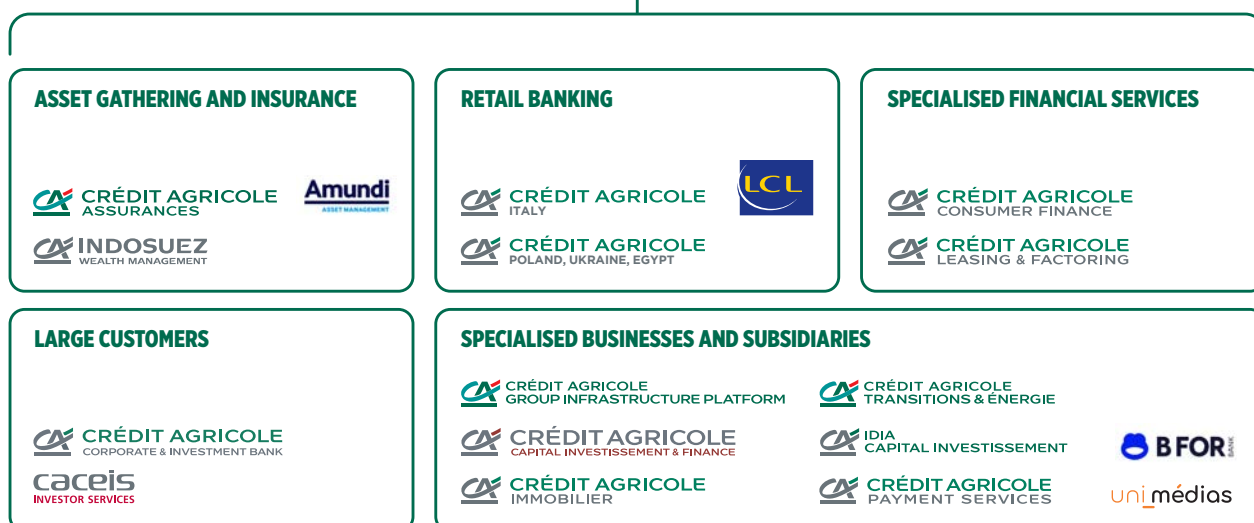 ASSET GATHERING AND INSURANCE
CRÉDIT AGRICOLE
ASSURANCES
Amundi
ASSET MANAGEMENT
INDOSUEZ
WEALTH MANAGEMENT
RETAIL BANKING
CRÉDIT AGRICOLE
ITALY
LCL
CRÉDIT AGRICOLE
POLAND, UKRAINE, EGYPT
SPECIALISED FINANCIAL SERVICES
CRÉDIT AGRICOLE
CONSUMER FINANCE
CRÉDIT AGRICOLE
LEASING & FACTORING
LARGE CUSTOMERS
CRÉDIT AGRICOLE
CORPORATE & INVESTMENT BANK
caceis
INVESTOR SERVICES
SPECIALISED BUSINESSES AND SUBSIDIARIES
CRÉDIT AGRICOLE
GROUP INFRASTRUCTURE PLATFORM
CRÉDIT AGRICOLE
TRANSITIONS & ÉNERGIE
CRÉDIT AGRICOLE
CAPITAL INVESTISSEMENT & FINANCE
IDIA
CAPITAL INVESTISSEMENT
B FOR BANK
CRÉDIT AGRICOLE
IMMOBILIER
CRÉDIT AGRICOLE
PAYMENT SERVICES
uni_médias